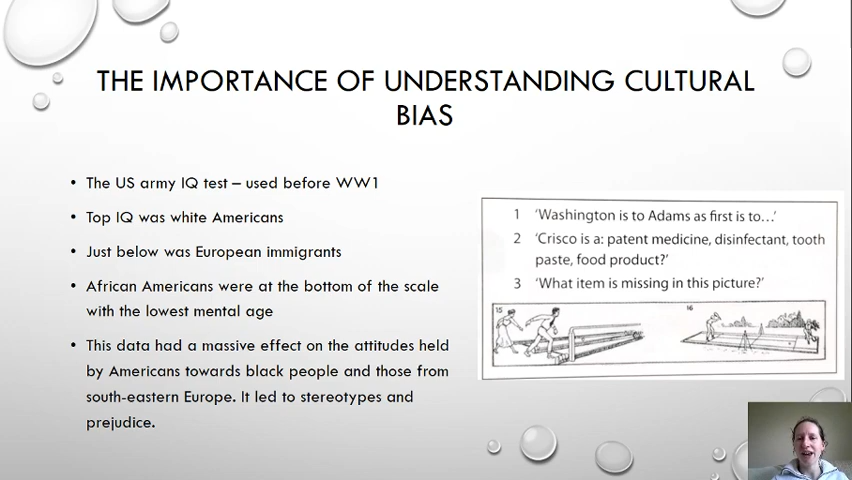 THE IMPORTANCE OF UNDERSTANDING CULTURAL
BIAS
• The US army IQ test – used before WW1
• Top IQ was white Americans
• Just below was European immigrants
• African Americans were at the bottom of the scale
with the lowest mental age
• This data had a massive effect on the attitudes held
by Americans towards black people and those from
south-eastern Europe. It led to stereotypes and
prejudice.
1 'Washington is to Adams as first is to...'
2 'Crisco is a: patent medicine, disinfectant, tooth
paste, food product?'
3 'What item is missing in this picture?'
15
16